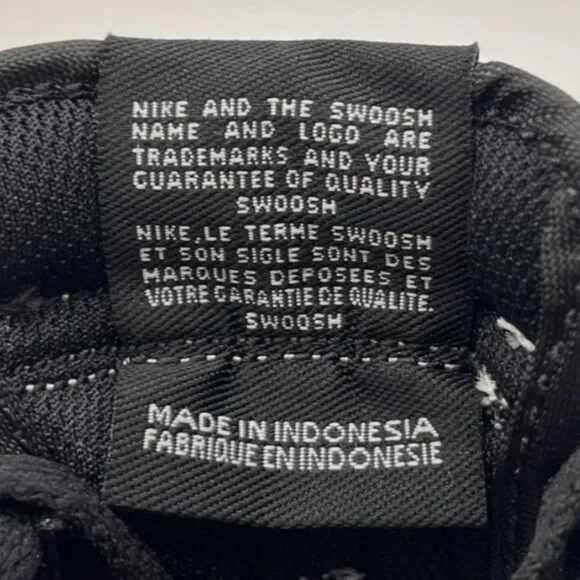 NIKE AND THE SWOOSH
NAME AND LOGO ARE
TRADEMARKS AND YOUR
GUARANTEE OF QUALITY
SWOOSH
NIKE, LE TERME SWOOSH
ET SON SIGLE SONT DES
MARQUES DEPOSEES ET
VOTRE GARANTIE DE QUALITE.
SWOOSH
MADE IN INDONESIA
FABRIQUE EN INDONESIE